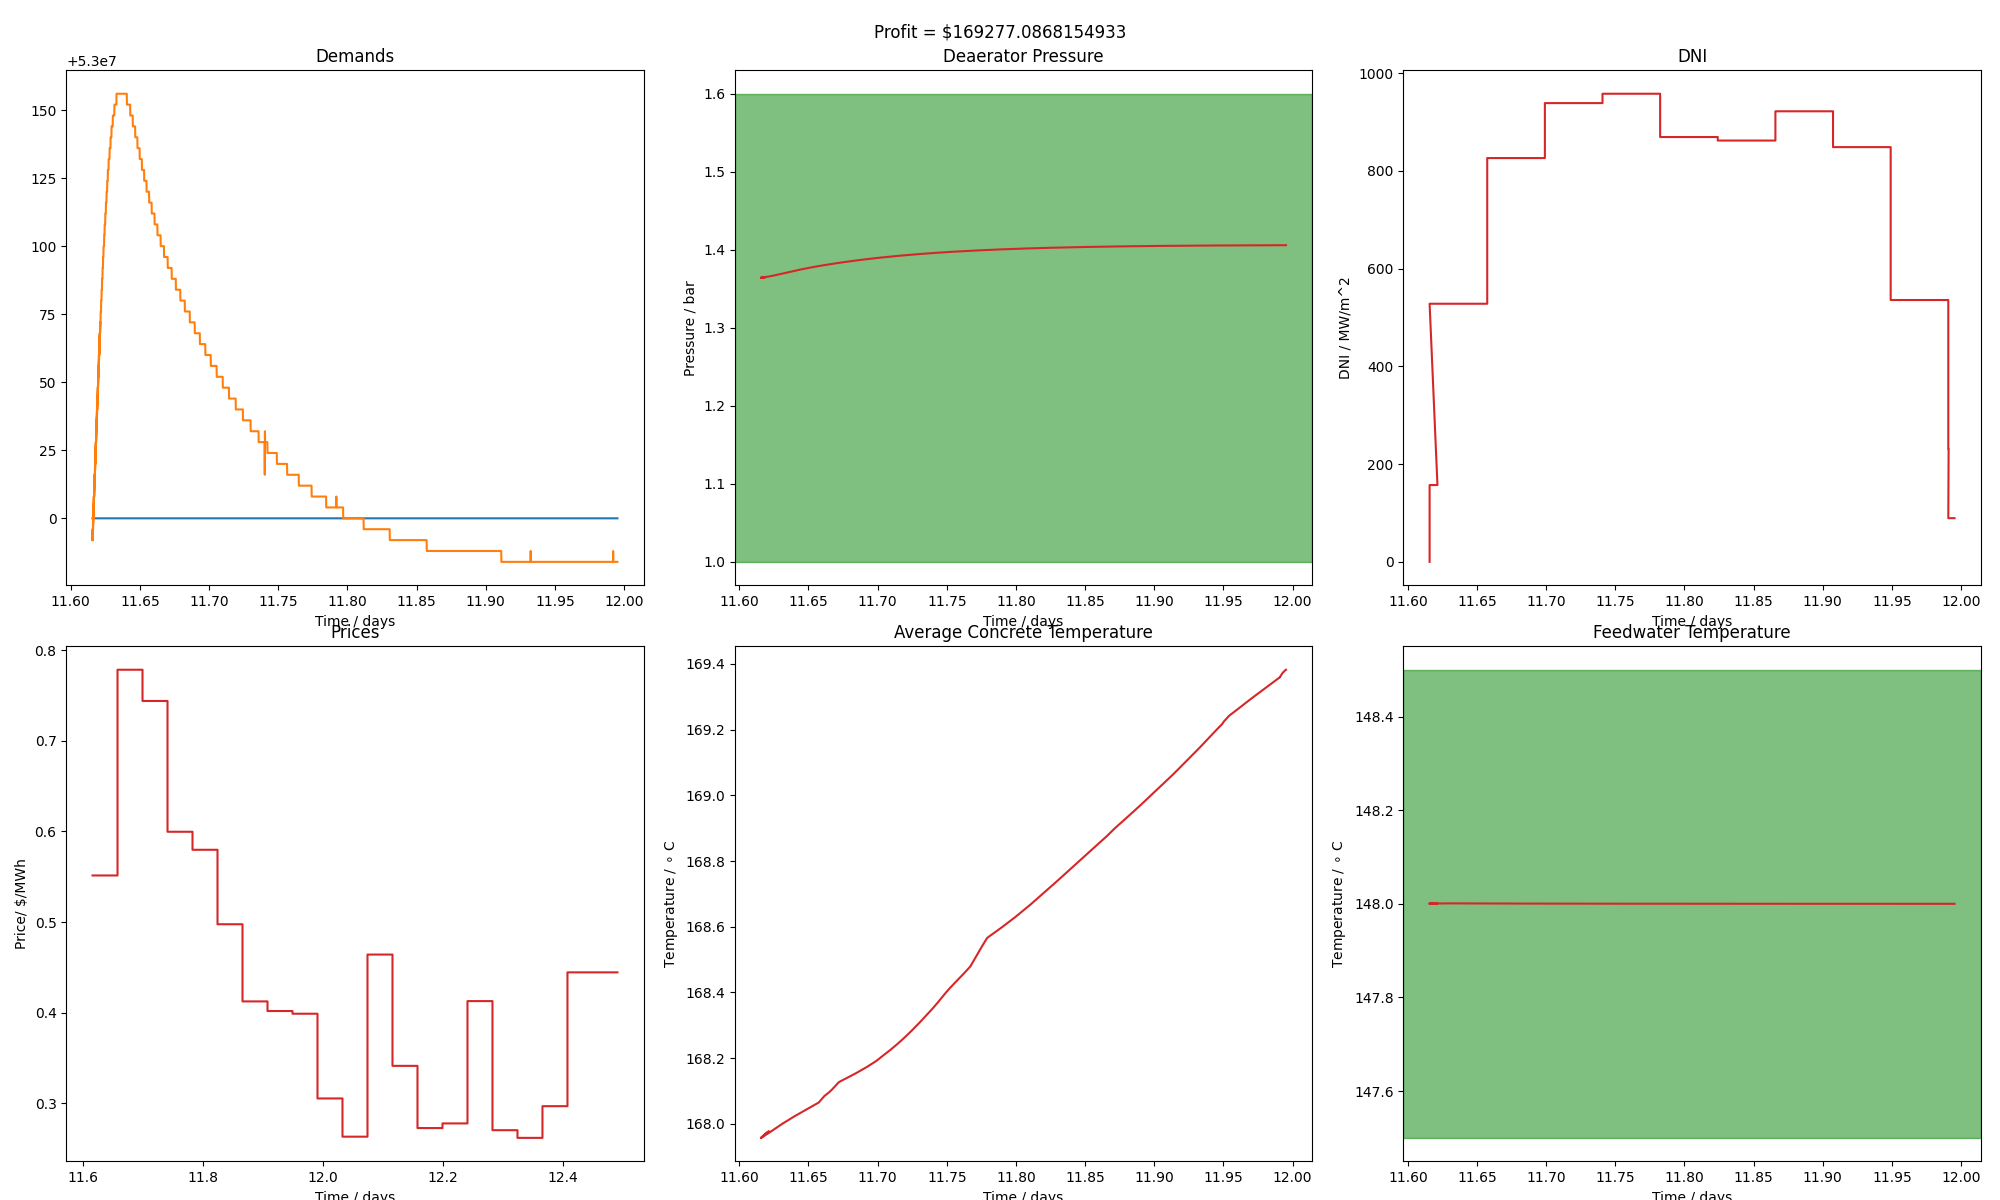 Profit = $169277.0868154933
Demands
+5.3e7
150
125
100
75
50
25
0
11.60 11.65 11.70 11.75 11.80 11.85 11.90 11.95 12.00
Time / days
Deaerator Pressure
Pressure / bar
1.6
1.5
1.4
1.3
1.2
1.1
1.0
11.60 11.65 11.70 11.75 11.80 11.85 11.90 11.95 12.00
Time / days
DNI
DNI / MW/m^2
1000
800
600
400
200
0
11.60 11.65 11.70 11.75 11.80 11.85 11.90 11.95 12.00
Time / days
Prices
Price/ $/MWh
0.8
0.7
0.6
0.5
0.4
0.3
11.6 11.8 12.0 12.2 12.4
Time / days
Average Concrete Temperature
Temperature / ∘ C
169.4
169.2
169.0
168.8
168.6
168.4
168.2
168.0
11.60 11.65 11.70 11.75 11.80 11.85 11.90 11.95 12.00
Time / days
Feedwater Temperature
Temperature / ∘ C
148.4
148.2
148.0
147.8
147.6
11.60 11.65 11.70 11.75 11.80 11.85 11.90 11.95 12.00
Time / days